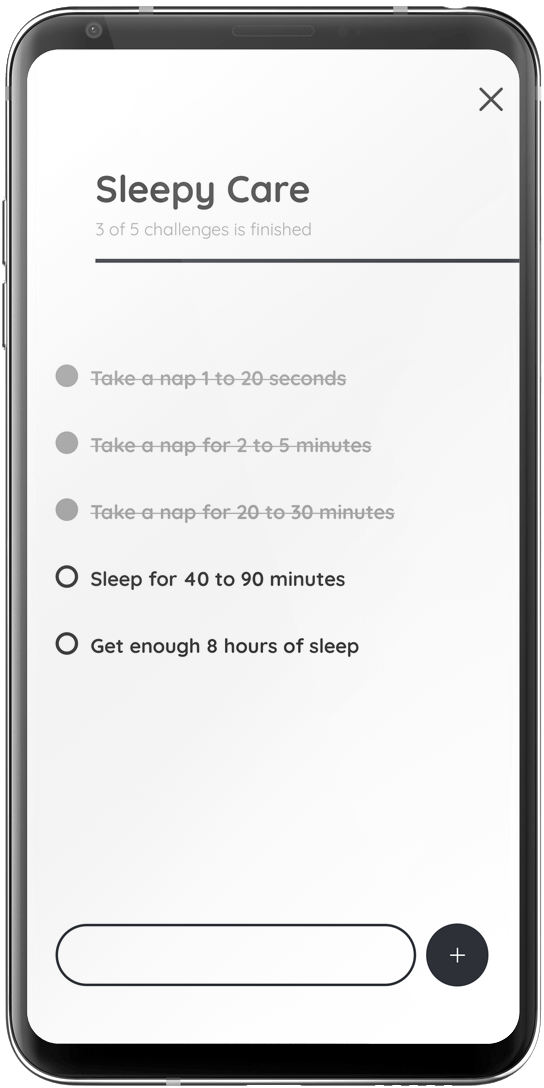 Sleepy Care
3 of 5 challenges is finished
Take a nap 1 to 20 seconds
Take a nap for 2 to 5 minutes
Take a nap for 20 to 30 minutes
Sleep for 40 to 90 minutes
Get enough 8 hours of sleep
+